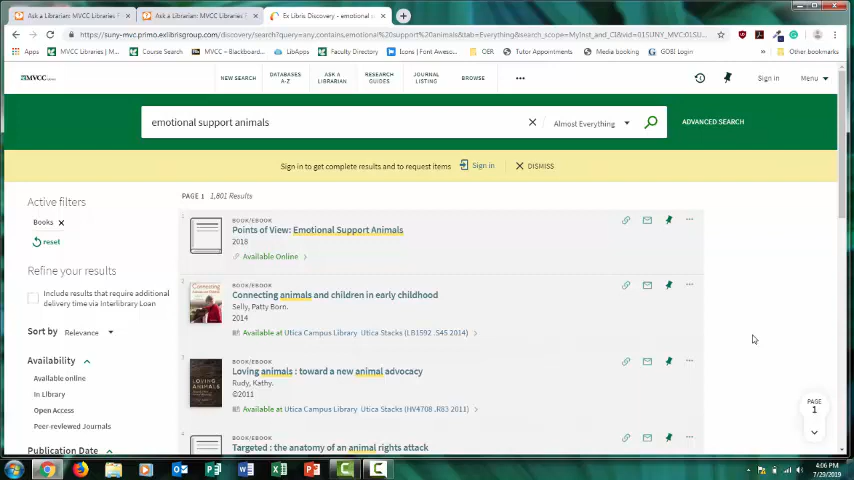 Ask a Librarian: MVCC Libraries F
Ask a Librarian: MVCC Libraries F
Ex Libris Discovery - emotional s
suny-mvc.primo.exlibrisgroup.com/discovery/search?query=any,contains,emotional%20support%20animals&tab=Everything&search_scope=MyInst_and_CI&vid=01SUNY_MVC:01SU...
Apps
MVCC Libraries | M...
Course Search
MVCC – Blackboard...
LibApps
Faculty Directory
Icons | Font Awesom...
OER
Tutor Appointments
Media booking
GOBI Login
Other bookmarks
MVCC
NEW SEARCH
DATABASES A-Z
ASK A LIBRARIAN
RESEARCH GUIDES
JOURNAL LISTING
BROWSE
Sign in
Menu
emotional support animals
Almost Everything
ADVANCED SEARCH
Sign in to get complete results and to request items
Sign in
DISMISS
Active filters
Books
reset
Refine your results
Include results that require additional
delivery time via Interlibrary Loan
Sort by Relevance
Availability
Available online
In Library
Open Access
Peer-reviewed Journals
Publication Date
PAGE 1 1,801 Results
1
BOOK/EBOOK
Points of View: Emotional Support Animals
2018
Available Online
2
BOOK/EBOOK
Connecting animals and children in early childhood
Selly, Patty Born.
2014
Available at Utica Campus Library Utica Stacks (LB1592 .S45 2014)
3
LOVING
ANIMALS
BOOK/EBOOK
Loving animals : toward a new animal advocacy
Rudy, Kathy.
©2011
Available at Utica Campus Library Utica Stacks (HV4708 .R83 2011)
4
BOOK/EBOOK
Targeted : the anatomy of an animal rights attack
PAGE
1
4:06 PM
7/29/2019